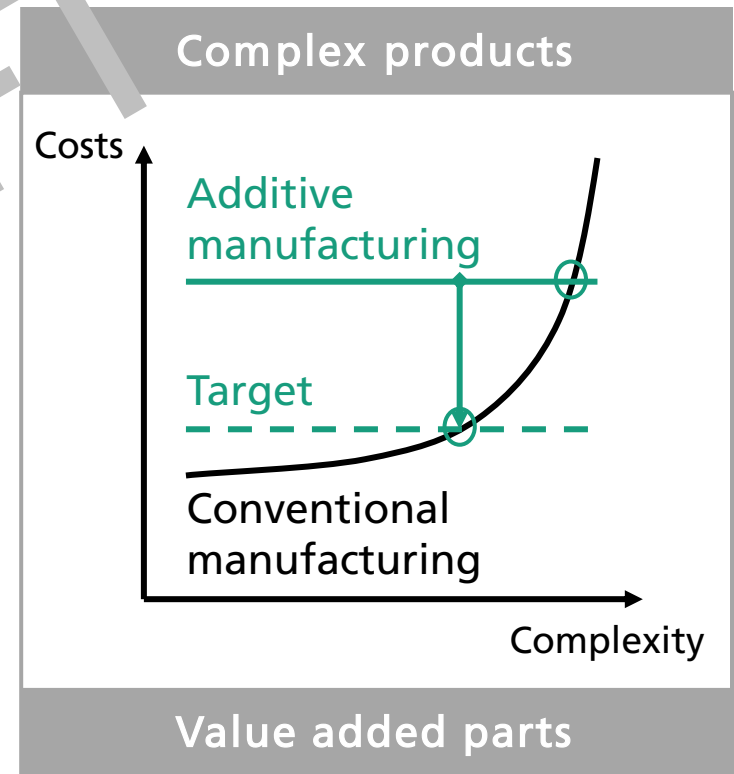 Complex products
Costs
Additive
manufacturing
Target
Conventional
manufacturing
Complexity
Value added parts